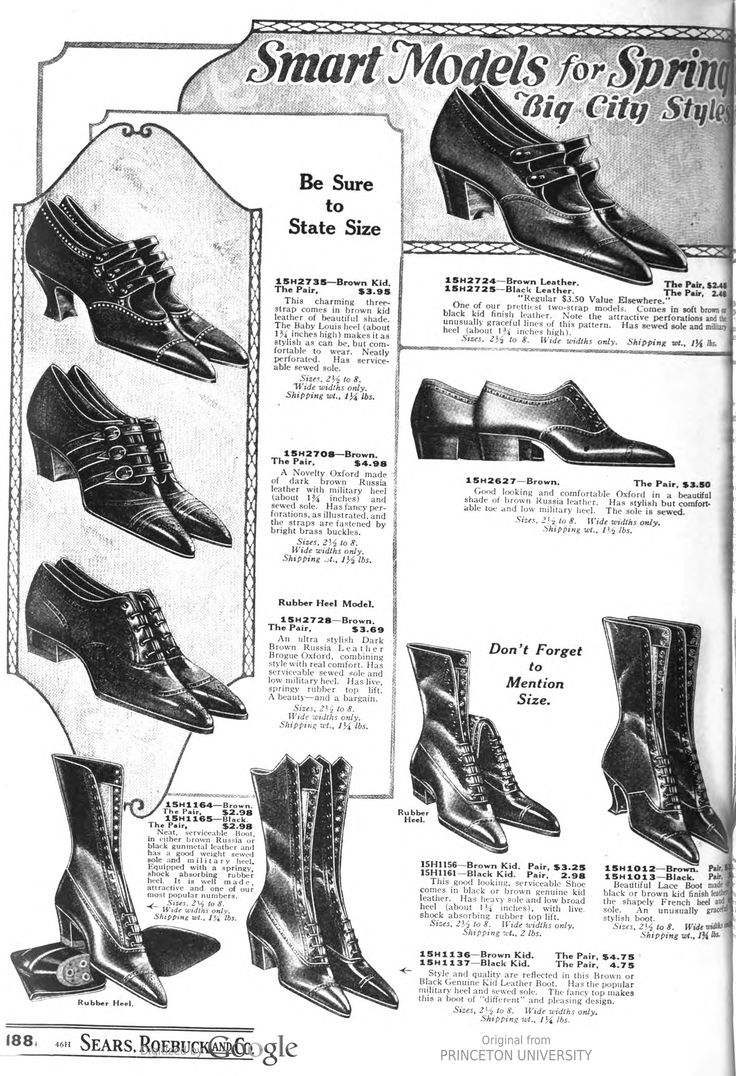 Smart Models for Spring
Big City Styles
Be Sure
to
State Size
15H2735—Brown Kid.
The Pair, $3.95
This charming three-
strap comes in brown kid
leather of beautiful shade.
The Baby Louis heel (about
1¾ inches high) makes it as
stylish as can be, but com-
fortable to wear. Neatly
perforated. Has service-
able sewed sole.
Sizes, 2½ to 8.
Wide widths only.
Shipping wt., 1¼ lbs.
15H2708—Brown.
The Pair, $4.98
A Novelty Oxford made
of dark brown Russia
leather with military heel
(about 1¾ inches) and
sewed sole. Has fancy per-
forations, as illustrated, and
the straps are fastened by
bright brass buckles.
Sizes, 2½ to 8.
Wide widths only.
Shipping wt., 1½ lbs.
Rubber Heel Model.
15H2728—Brown.
The Pair, $3.69
An ultra stylish Dark
Brown Russia Leather
Brogue Oxford, combining
style with real comfort. Has
serviceable sewed sole and
low military heel. Has live,
springy rubber top lift.
A beauty—and a bargain.
Sizes, 2½ to 8.
Wide widths only.
Shipping wt., 1¼ lbs.
15H2724—Brown Leather. The Pair, $2.48
15H2725—Black Leather. The Pair, 2.48
"Regular $3.50 Value Elsewhere."
One of our prettiest two-strap models. Comes in soft brown or
black kid finish leather. Note the attractive perforations and the
unusually graceful lines of this pattern. Has sewed sole and military
heel (about 1¾ inches high).
Sizes, 2½ to 8. Wide widths only. Shipping wt., 1⅛ lbs.
15H2627—Brown. The Pair, $3.50
Good looking and comfortable Oxford in a beautiful
shade of brown Russia leather. Has stylish but comfort-
able toe and low military heel. The sole is sewed.
Sizes, 2½ to 8. Wide widths only.
Shipping wt., 1½ lbs.
Don't Forget
to
Mention
Size.
Rubber
Heel.
15H1164—Brown.
The Pair, $2.98
15H1165—Black.
The Pair, $2.98
Neat, serviceable Boot,
in either brown Russia or
black gunmetal leather and
has a good weight sewed
sole and military heel.
Equipped with a springy,
shock absorbing rubber
heel. It is well made,
attractive and one of our
most popular numbers.
Sizes, 2½ to 8.
Wide widths only.
Shipping wt., 1¼ lbs.
Rubber Heel.
15H1156—Brown Kid. Pair, $3.25
15H1161—Black Kid. Pair, 2.98
This good looking, serviceable Shoe
comes in black or brown genuine kid
leather. Has heavy sole and low broad
heel (about 1¼ inches), with live,
shock absorbing rubber top lift.
Sizes, 2½ to 8. Wide widths only.
Shipping wt., 2 lbs.
15H1012—Brown. Pair,
15H1013—Black. Pair,
Beautiful Lace Boot made
black or brown kid finish leather
the shapely French heel and
sole. An unusually graceful
stylish boot.
Sizes, 2½ to 8. Wide widths
Shipping wt., 1¾ lbs.
15H1136—Brown Kid. The Pair, $4.75
15H1137—Black Kid. The Pair, 4.75
Style and quality are reflected in this Brown or
Black Genuine Kid Leather Boot. Has the popular
military heel and sewed sole. The fancy top makes
this a boot of "different" and pleasing design.
Sizes, 2½ to 8. Wide widths only.
Shipping wt., 1¼ lbs.
188 46H SEARS, ROEBUCK AND CO.
Digitized by Google
Original from
PRINCETON UNIVERSITY